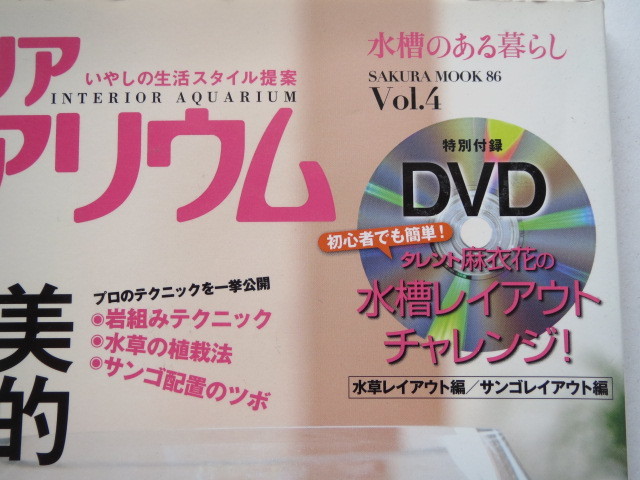 リア
いやしの生活スタイル提案
INTERIOR AQUARIUM
アリウム
水槽のある暮らし
SAKURA MOOK 86
Vol.4
特別付録
DVD
初心者でも簡単!
タレント麻衣花の
水槽レイアウト
チャレンジ!
水草レイアウト編/サンゴレイアウト編
プロのテクニックを一挙公開
●岩組みテクニック
●水草の植栽法
●サンゴ配置のツボ
美的